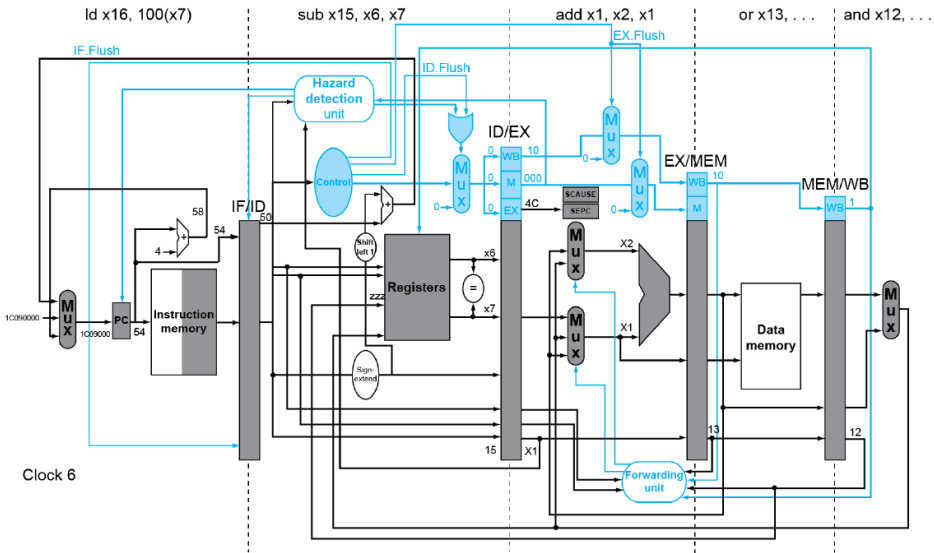 ld x16, 100(x7)
sub x15, x6, x7
add x1, x2, x1
or x13, . . .
and x12, . . .
EX.Flush
IF.Flush
ID.Flush
Hazard
detection
unit
Mux
ID/EX
0
WB
10
0
EX/MEM
Control
Mux
0
M
000
Mux
WB
10
MEM/WB
0
0
EX
4C
SCAUSE
SEPC
0
M
WB
1
58
IF/ID
50
+
+
54
4
Shift
left 1
Mux
X2
x6
Registers
=
zzz
x7
Mux
X1
Mux
1C090000
PC
1C09000
54
Instruction
memory
Data
memory
Mux
Sign-
extend
15
X1
13
12
Clock 6
Forwarding
unit